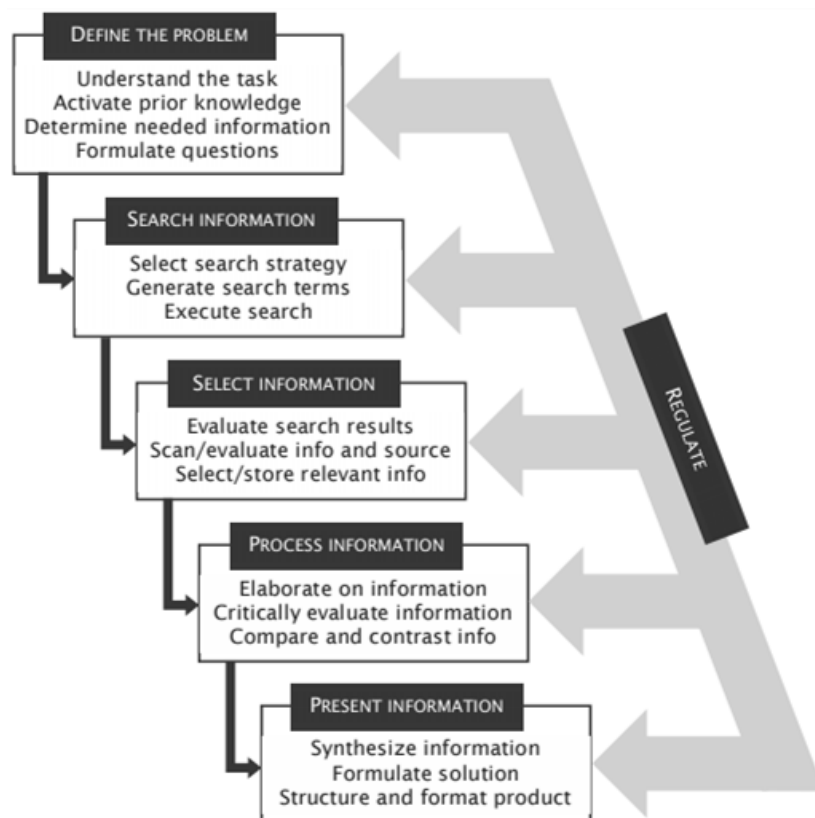 DEFINE THE PROBLEM
Understand the task
Activate prior knowledge
Determine needed information
Formulate questions
SEARCH INFORMATION
Select search strategy
Generate search terms
Execute search
SELECT INFORMATION
Evaluate search results
Scan/evaluate info and source
Select/store relevant info
PROCESS INFORMATION
Elaborate on information
Critically evaluate information
Compare and contrast info
PRESENT INFORMATION
Synthesize information
Formulate solution
Structure and format product
REGULATE